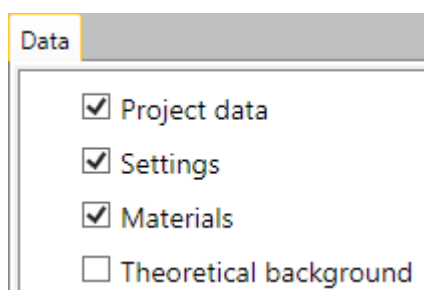 Data
Project data
Settings
Materials
Theoretical background